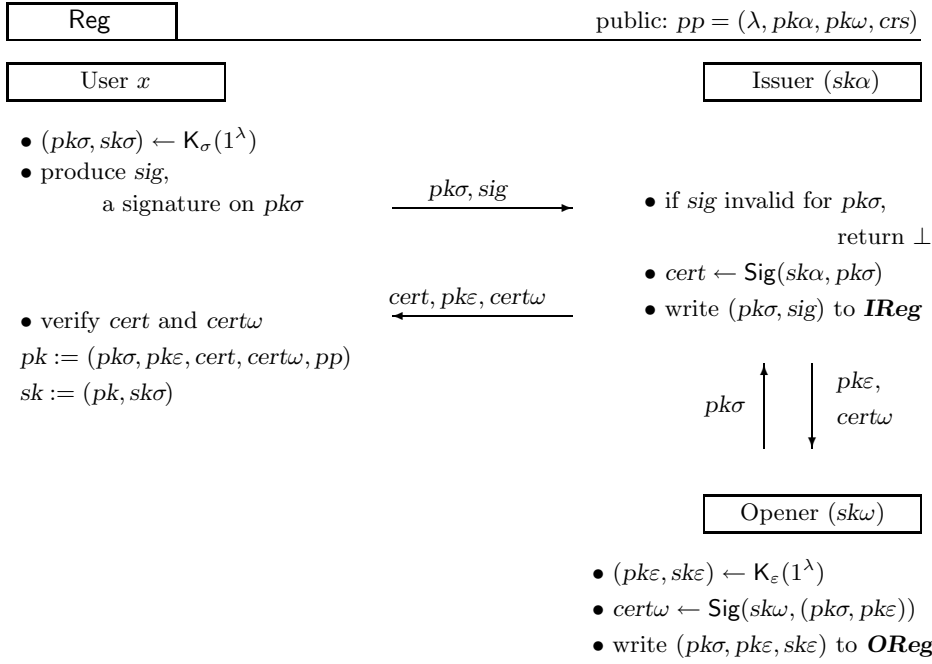 Reg
public: pp = (λ, pkα, pkω, crs)
User x
Issuer (skα)
• (pkσ, skσ) ← K_σ(1^λ)
• produce sig,
a signature on pkσ
pkσ, sig
• if sig invalid for pkσ,
return ⊥
• cert ← Sig(skα, pkσ)
• write (pkσ, sig) to IReg
cert, pkε, certω
• verify cert and certω
pk := (pkσ, pkε, cert, certω, pp)
sk := (pk, skσ)
pkσ
pkε,
certω
Opener (skω)
• (pkε, skε) ← K_ε(1^λ)
• certω ← Sig(skω, (pkσ, pkε))
• write (pkσ, pkε, skε) to OReg